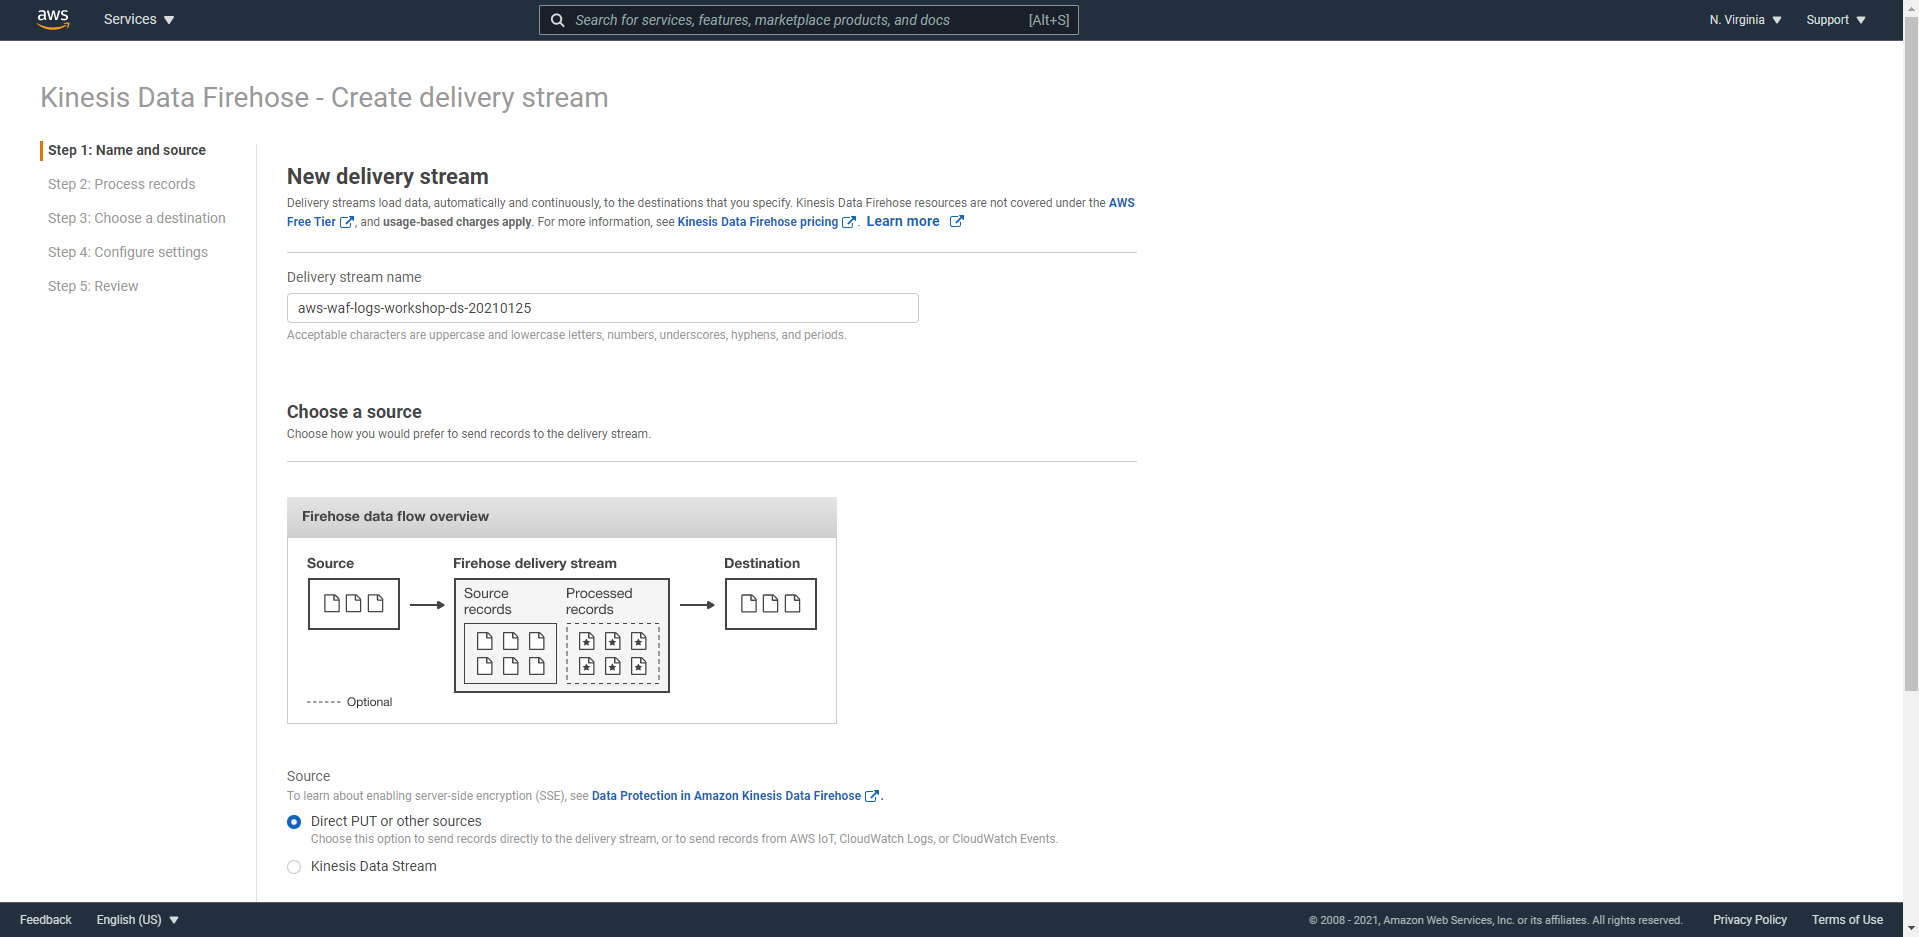 aws
Services
Search for services, features, marketplace products, and docs
[Alt+S]
N. Virginia
Support
Kinesis Data Firehose - Create delivery stream
Step 1: Name and source
Step 2: Process records
Step 3: Choose a destination
Step 4: Configure settings
Step 5: Review
New delivery stream
Delivery streams load data, automatically and continuously, to the destinations that you specify. Kinesis Data Firehose resources are not covered under the AWS
Free Tier, and usage-based charges apply. For more information, see Kinesis Data Firehose pricing. Learn more
Delivery stream name
aws-waf-logs-workshop-ds-20210125
Acceptable characters are uppercase and lowercase letters, numbers, underscores, hyphens, and periods.
Choose a source
Choose how you would prefer to send records to the delivery stream.
Firehose data flow overview
Source
Firehose delivery stream
Destination
Source
records
Processed
records
Optional
Source
To learn about enabling server-side encryption (SSE), see Data Protection in Amazon Kinesis Data Firehose.
Direct PUT or other sources
Choose this option to send records directly to the delivery stream, or to send records from AWS IoT, CloudWatch Logs, or CloudWatch Events.
Kinesis Data Stream
Feedback
English (US)
© 2008 - 2021, Amazon Web Services, Inc. or its affiliates. All rights reserved.
Privacy Policy
Terms of Use